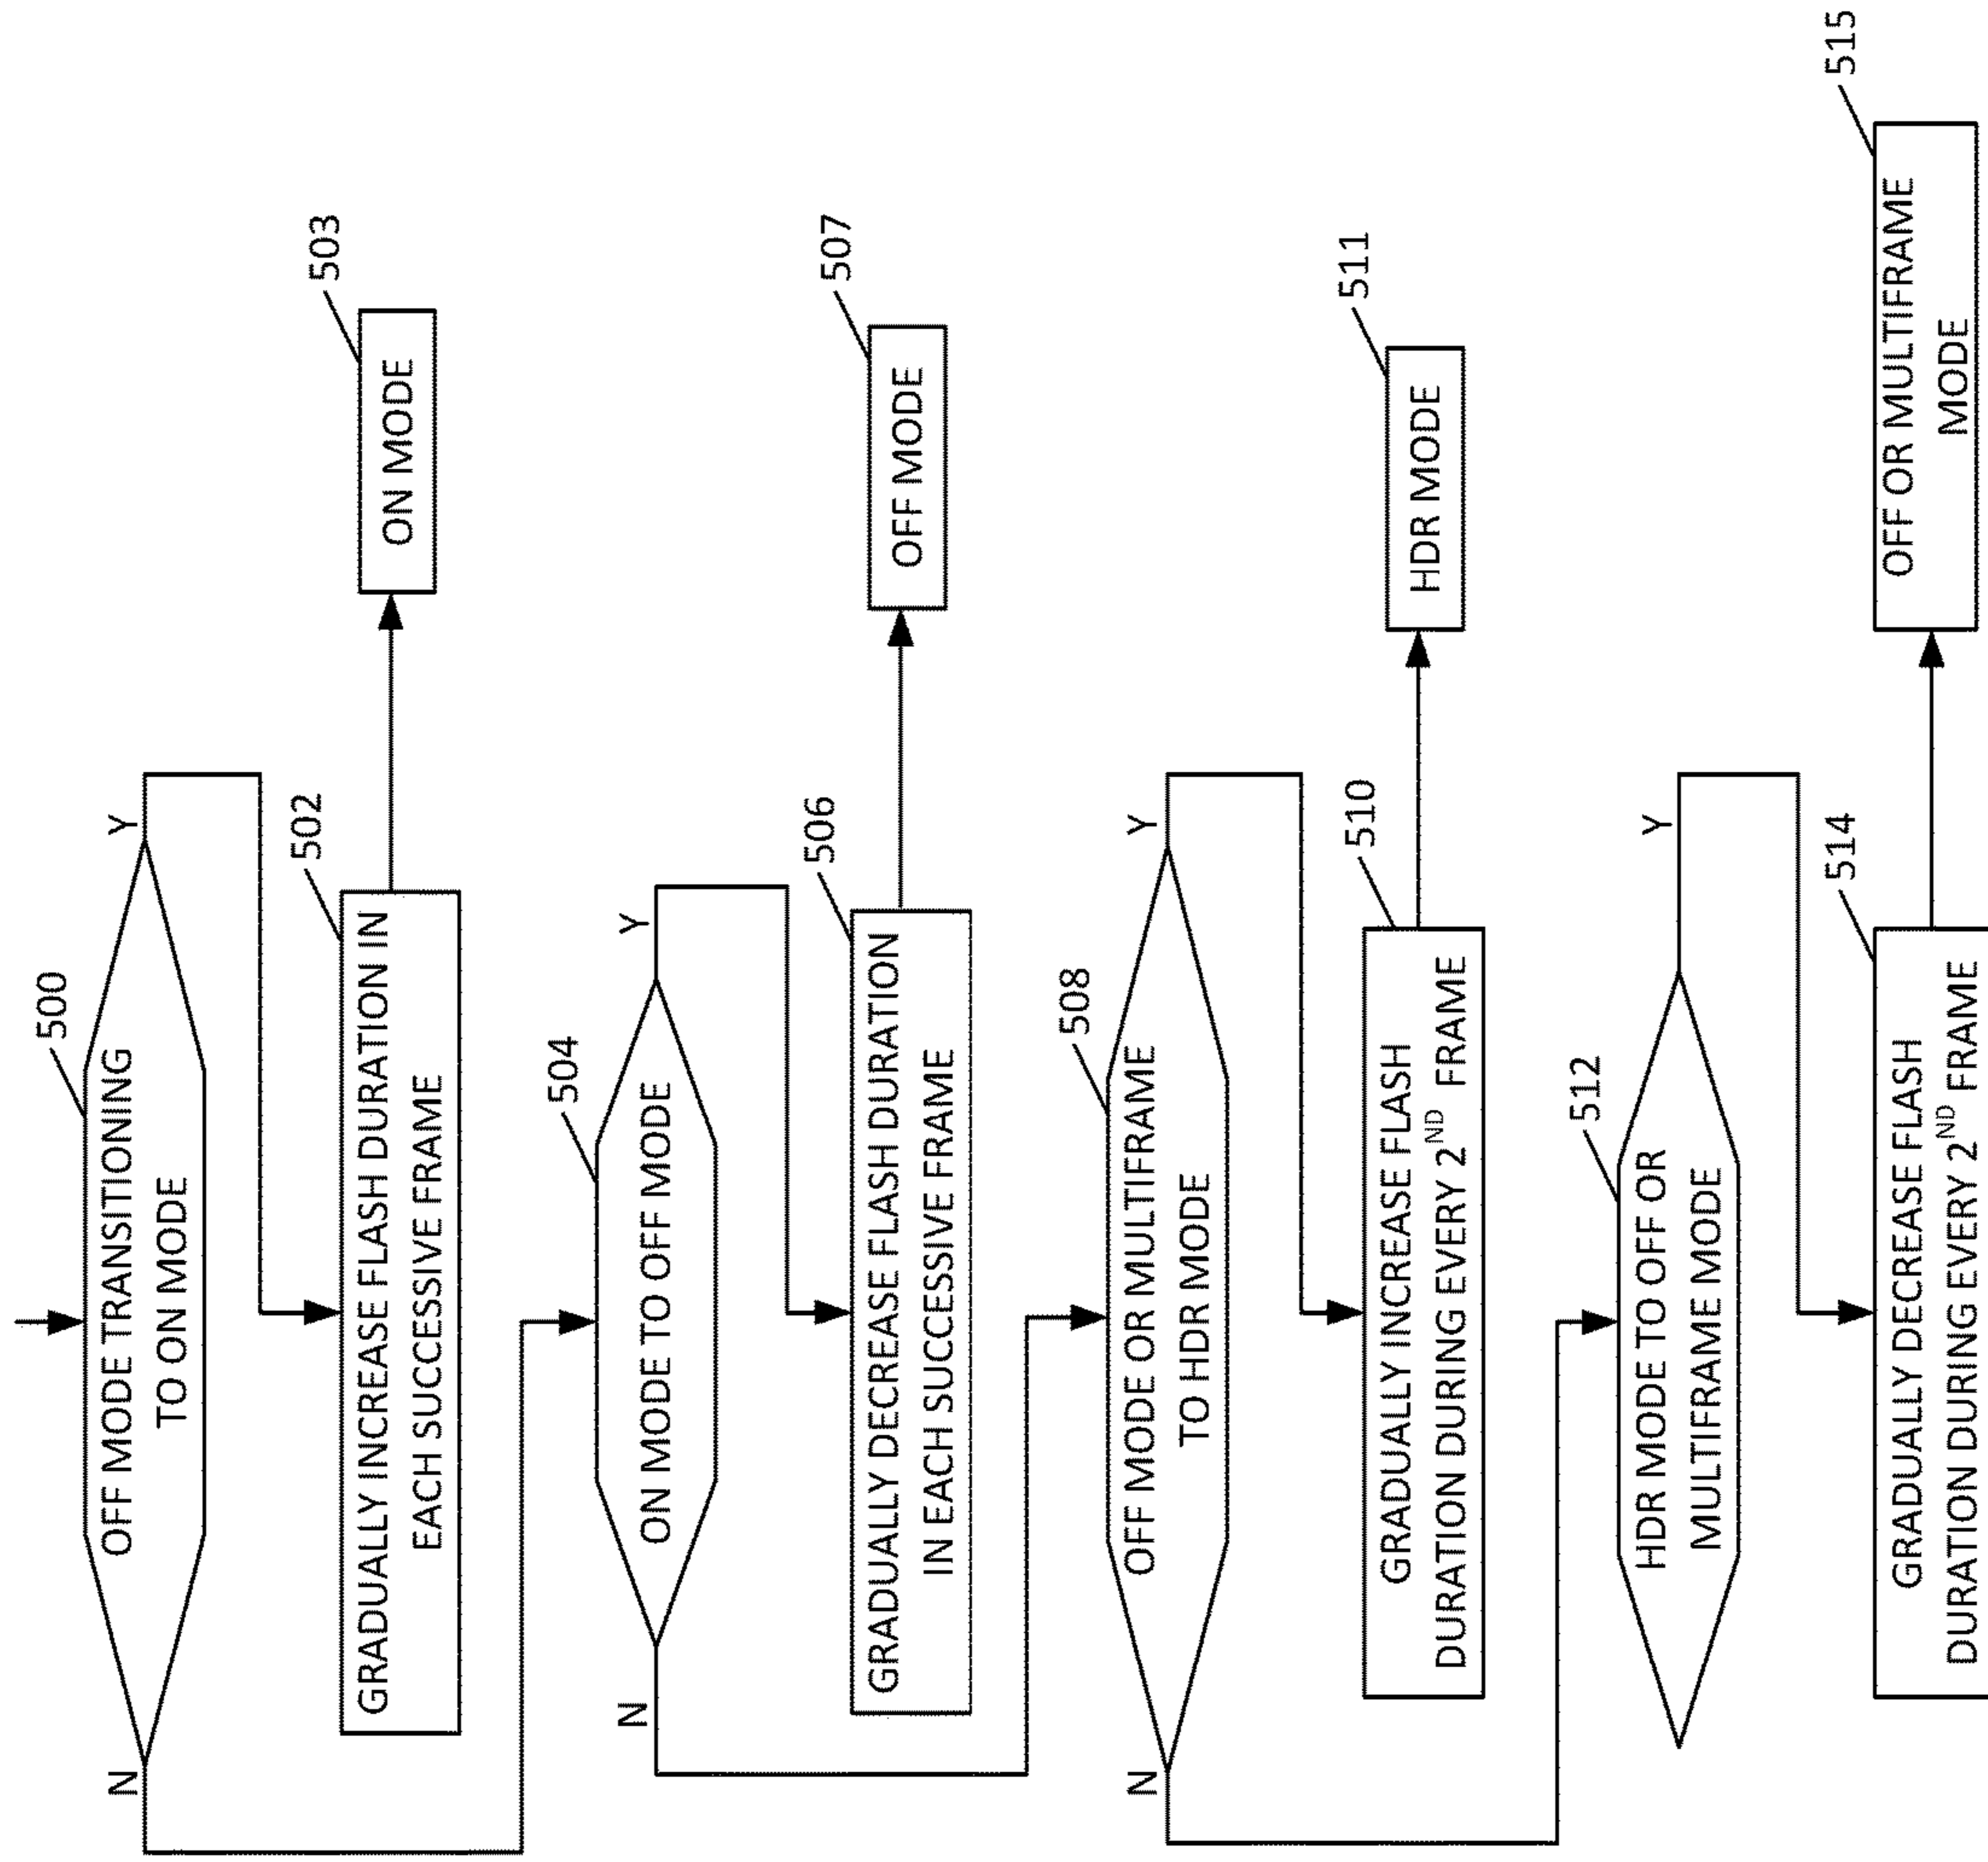 500
OFF MODE TRANSITIONING
TO ON MODE
N
Y
502
GRADUALLY INCREASE FLASH DURATION IN
EACH SUCCESSIVE FRAME
503
ON MODE
504
ON MODE TO OFF MODE
N
Y
506
GRADUALLY DECREASE FLASH DURATION
IN EACH SUCCESSIVE FRAME
507
OFF MODE
508
OFF MODE OR MULTIFRAME
TO HDR MODE
N
Y
510
GRADUALLY INCREASE FLASH
DURATION DURING EVERY 2ND FRAME
511
HDR MODE
512
HDR MODE TO OFF OR
MULTIFRAME MODE
Y
514
GRADUALLY DECREASE FLASH
DURATION DURING EVERY 2ND FRAME
515
OFF OR MULTIFRAME
MODE